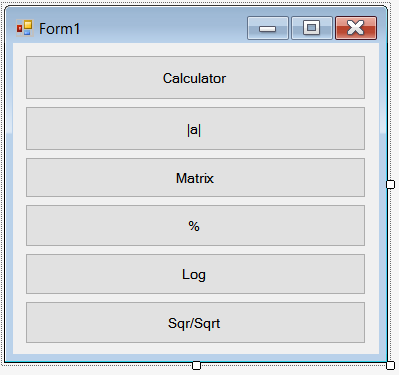 Form1
Calculator
|a|
Matrix
%
Log
Sqr/Sqrt